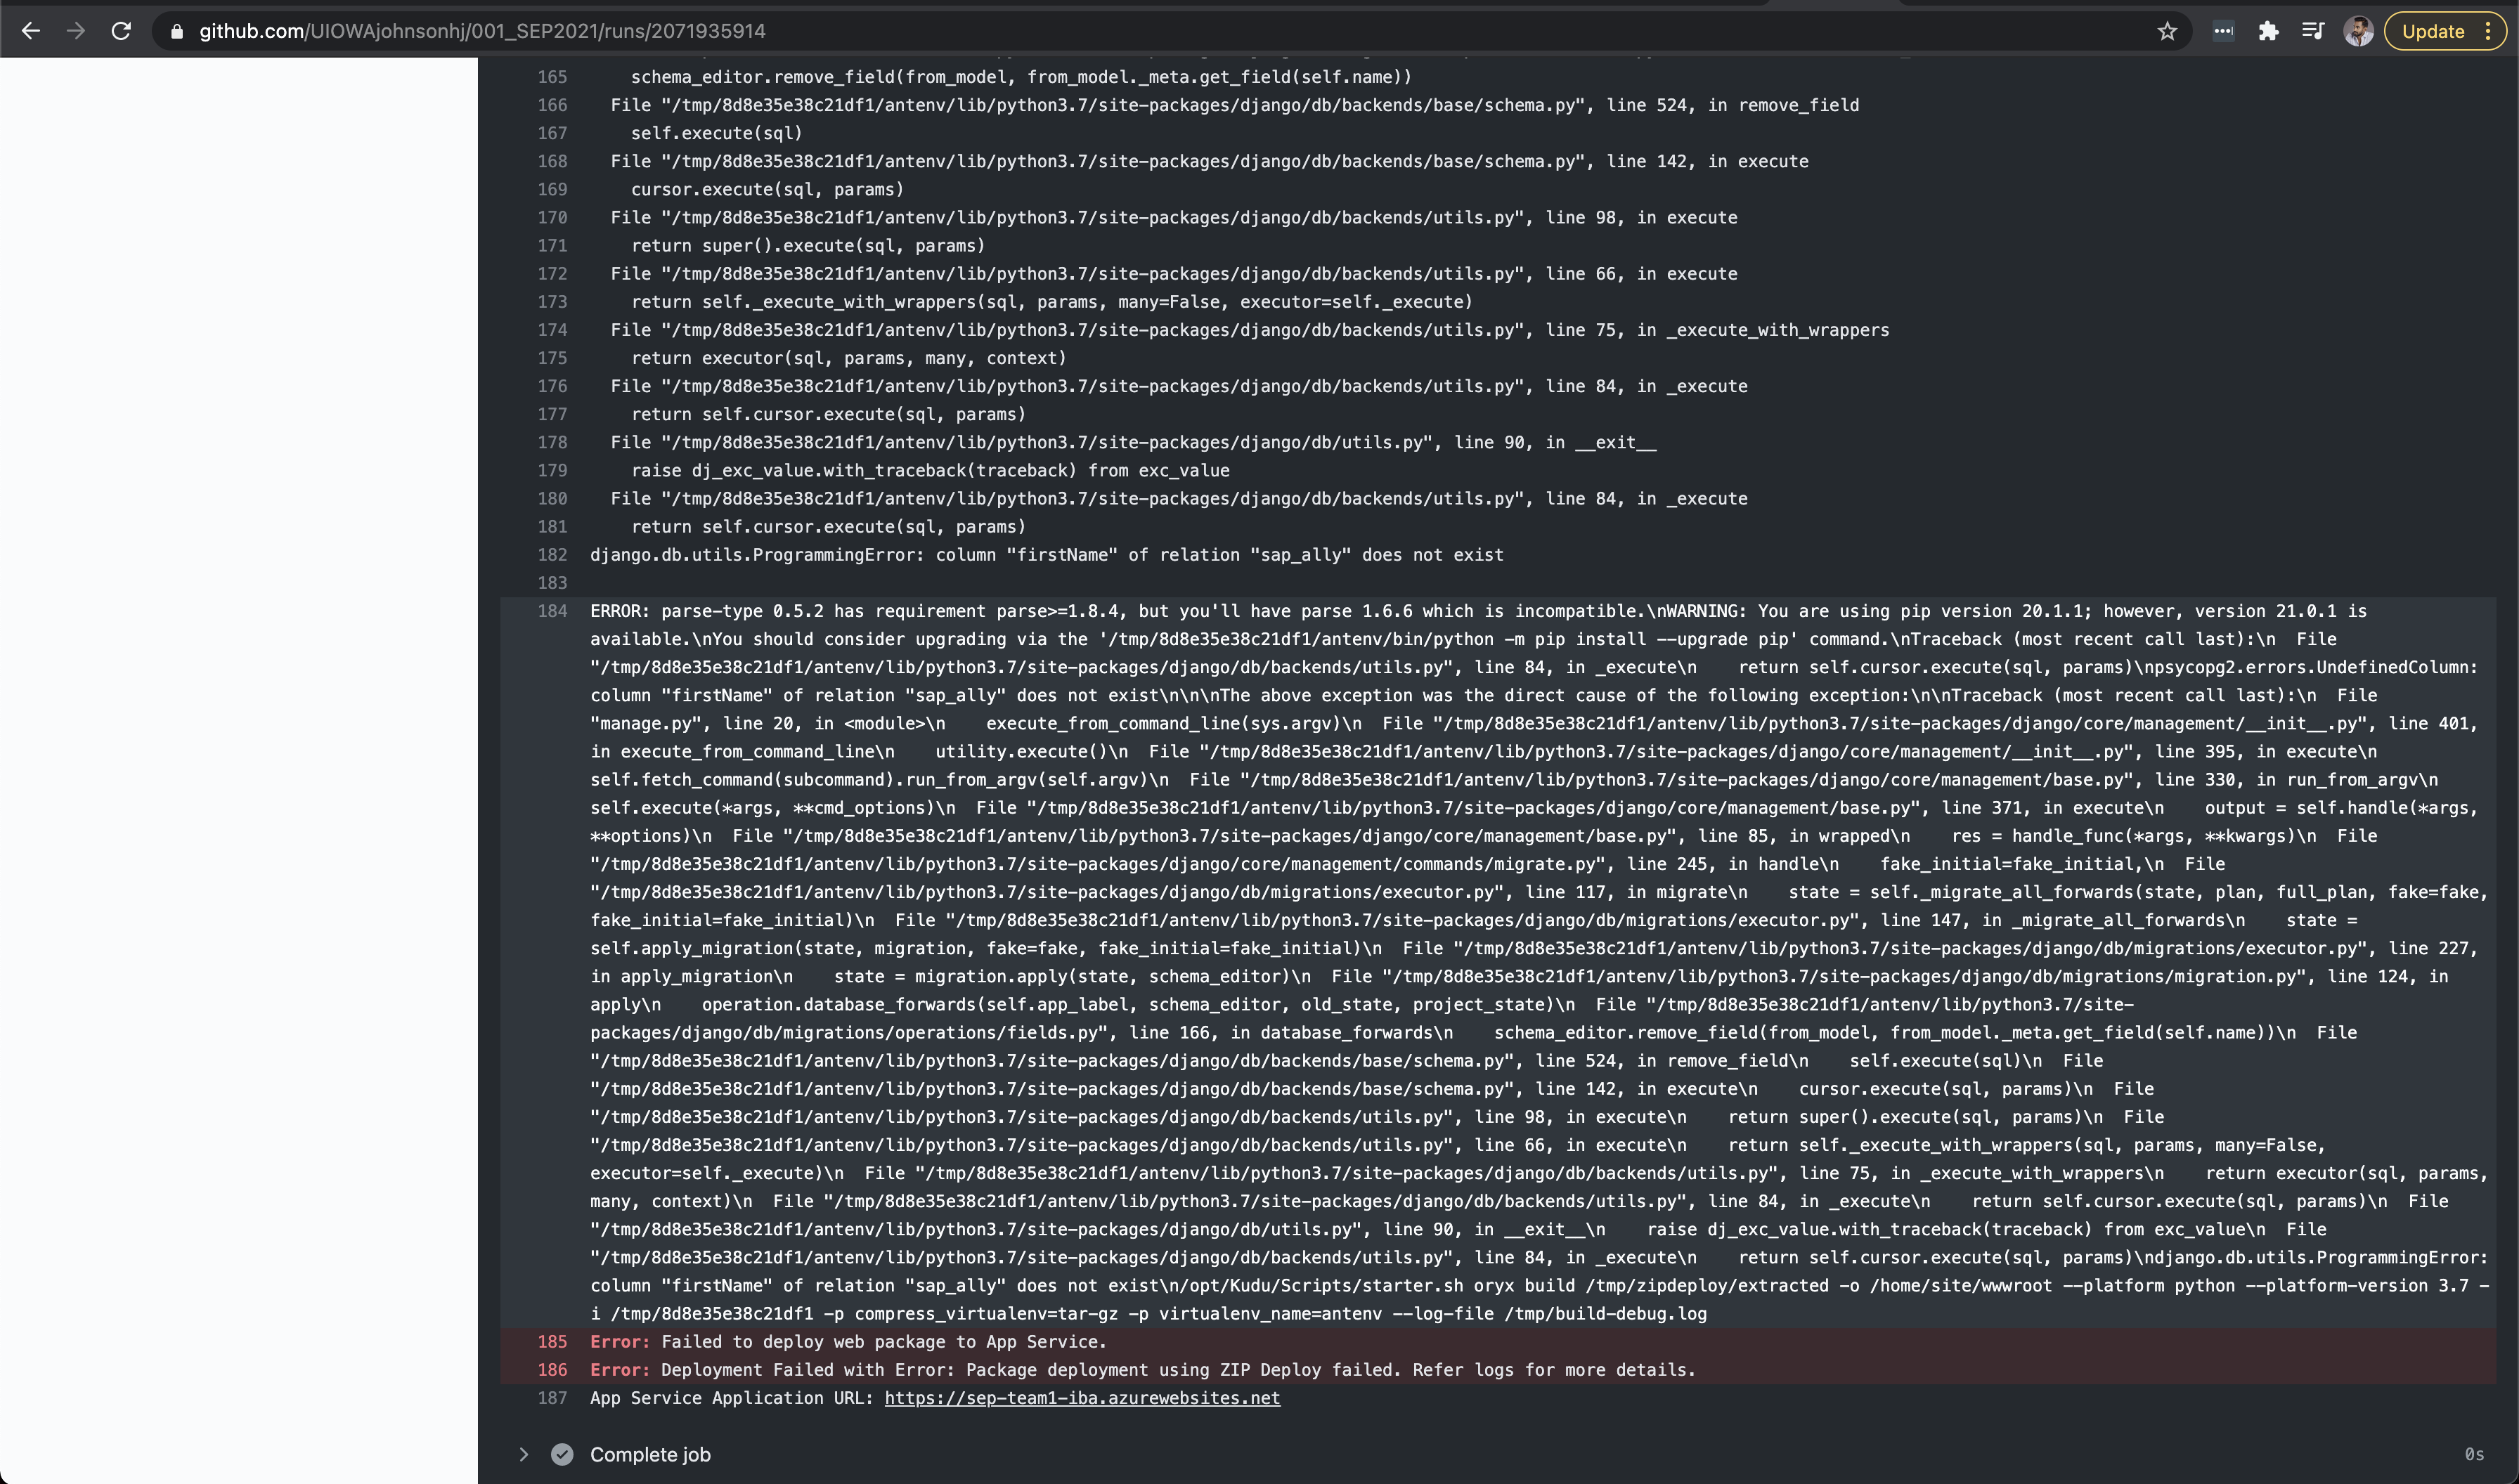 github.com/UIOWAjohnsonhj/001_SEP2021/runs/2071935914
Update
165 schema_editor.remove_field(from_model, from_model._meta.get_field(self.name))
166 File "/tmp/8d8e35e38c21df1/antenv/lib/python3.7/site-packages/django/db/backends/base/schema.py", line 524, in remove_field
167 self.execute(sql)
168 File "/tmp/8d8e35e38c21df1/antenv/lib/python3.7/site-packages/django/db/backends/base/schema.py", line 142, in execute
169 cursor.execute(sql, params)
170 File "/tmp/8d8e35e38c21df1/antenv/lib/python3.7/site-packages/django/db/backends/utils.py", line 98, in execute
171 return super().execute(sql, params)
172 File "/tmp/8d8e35e38c21df1/antenv/lib/python3.7/site-packages/django/db/backends/utils.py", line 66, in execute
173 return self._execute_with_wrappers(sql, params, many=False, executor=self._execute)
174 File "/tmp/8d8e35e38c21df1/antenv/lib/python3.7/site-packages/django/db/backends/utils.py", line 75, in _execute_with_wrappers
175 return executor(sql, params, many, context)
176 File "/tmp/8d8e35e38c21df1/antenv/lib/python3.7/site-packages/django/db/backends/utils.py", line 84, in _execute
177 return self.cursor.execute(sql, params)
178 File "/tmp/8d8e35e38c21df1/antenv/lib/python3.7/site-packages/django/db/utils.py", line 90, in __exit__
179 raise dj_exc_value.with_traceback(traceback) from exc_value
180 File "/tmp/8d8e35e38c21df1/antenv/lib/python3.7/site-packages/django/db/backends/utils.py", line 84, in _execute
181 return self.cursor.execute(sql, params)
182 django.db.utils.ProgrammingError: column "firstName" of relation "sap_ally" does not exist
183
184 ERROR: parse-type 0.5.2 has requirement parse>=1.8.4, but you'll have parse 1.6.6 which is incompatible.\nWARNING: You are using pip version 20.1.1; however, version 21.0.1 is
available.\nYou should consider upgrading via the '/tmp/8d8e35e38c21df1/antenv/bin/python -m pip install --upgrade pip' command.\nTraceback (most recent call last):\n File
"/tmp/8d8e35e38c21df1/antenv/lib/python3.7/site-packages/django/db/backends/utils.py", line 84, in _execute\n return self.cursor.execute(sql, params)\npsycopg2.errors.UndefinedColumn:
column "firstName" of relation "sap_ally" does not exist\n\n\nThe above exception was the direct cause of the following exception:\n\nTraceback (most recent call last):\n File
"manage.py", line 20, in <module>\n execute_from_command_line(sys.argv)\n File "/tmp/8d8e35e38c21df1/antenv/lib/python3.7/site-packages/django/core/management/__init__.py", line 401,
in execute_from_command_line\n utility.execute()\n File "/tmp/8d8e35e38c21df1/antenv/lib/python3.7/site-packages/django/core/management/__init__.py", line 395, in execute\n
self.fetch_command(subcommand).run_from_argv(self.argv)\n File "/tmp/8d8e35e38c21df1/antenv/lib/python3.7/site-packages/django/core/management/base.py", line 330, in run_from_argv\n
self.execute(*args, **cmd_options)\n File "/tmp/8d8e35e38c21df1/antenv/lib/python3.7/site-packages/django/core/management/base.py", line 371, in execute\n output = self.handle(*args,
**options)\n File "/tmp/8d8e35e38c21df1/antenv/lib/python3.7/site-packages/django/core/management/base.py", line 85, in wrapped\n res = handle_func(*args, **kwargs)\n File
"/tmp/8d8e35e38c21df1/antenv/lib/python3.7/site-packages/django/core/management/commands/migrate.py", line 245, in handle\n fake_initial=fake_initial,\n File
"/tmp/8d8e35e38c21df1/antenv/lib/python3.7/site-packages/django/db/migrations/executor.py", line 117, in migrate\n state = self._migrate_all_forwards(state, plan, full_plan, fake=fake,
fake_initial=fake_initial)\n File "/tmp/8d8e35e38c21df1/antenv/lib/python3.7/site-packages/django/db/migrations/executor.py", line 147, in _migrate_all_forwards\n state =
self.apply_migration(state, migration, fake=fake, fake_initial=fake_initial)\n File "/tmp/8d8e35e38c21df1/antenv/lib/python3.7/site-packages/django/db/migrations/executor.py", line 227,
in apply_migration\n state = migration.apply(state, schema_editor)\n File "/tmp/8d8e35e38c21df1/antenv/lib/python3.7/site-packages/django/db/migrations/migration.py", line 124, in
apply\n operation.database_forwards(self.app_label, schema_editor, old_state, project_state)\n File "/tmp/8d8e35e38c21df1/antenv/lib/python3.7/site-
packages/django/db/migrations/operations/fields.py", line 166, in database_forwards\n schema_editor.remove_field(from_model, from_model._meta.get_field(self.name))\n File
"/tmp/8d8e35e38c21df1/antenv/lib/python3.7/site-packages/django/db/backends/base/schema.py", line 524, in remove_field\n self.execute(sql)\n File
"/tmp/8d8e35e38c21df1/antenv/lib/python3.7/site-packages/django/db/backends/base/schema.py", line 142, in execute\n cursor.execute(sql, params)\n File
"/tmp/8d8e35e38c21df1/antenv/lib/python3.7/site-packages/django/db/backends/utils.py", line 98, in execute\n return super().execute(sql, params)\n File
"/tmp/8d8e35e38c21df1/antenv/lib/python3.7/site-packages/django/db/backends/utils.py", line 66, in execute\n return self._execute_with_wrappers(sql, params, many=False,
executor=self._execute)\n File "/tmp/8d8e35e38c21df1/antenv/lib/python3.7/site-packages/django/db/backends/utils.py", line 75, in _execute_with_wrappers\n return executor(sql, params,
many, context)\n File "/tmp/8d8e35e38c21df1/antenv/lib/python3.7/site-packages/django/db/backends/utils.py", line 84, in _execute\n return self.cursor.execute(sql, params)\n File
"/tmp/8d8e35e38c21df1/antenv/lib/python3.7/site-packages/django/db/utils.py", line 90, in __exit__\n raise dj_exc_value.with_traceback(traceback) from exc_value\n File
"/tmp/8d8e35e38c21df1/antenv/lib/python3.7/site-packages/django/db/backends/utils.py", line 84, in _execute\n return self.cursor.execute(sql, params)\ndjango.db.utils.ProgrammingError:
column "firstName" of relation "sap_ally" does not exist\n/opt/Kudu/Scripts/starter.sh oryx build /tmp/zipdeploy/extracted -o /home/site/wwwroot --platform python --platform-version 3.7 -
i /tmp/8d8e35e38c21df1 -p compress_virtualenv=tar-gz -p virtualenv_name=antenv --log-file /tmp/build-debug.log
185 Error: Failed to deploy web package to App Service.
186 Error: Deployment Failed with Error: Package deployment using ZIP Deploy failed. Refer logs for more details.
187 App Service Application URL: https://sep-team1-iba.azurewebsites.net
Complete job 0s